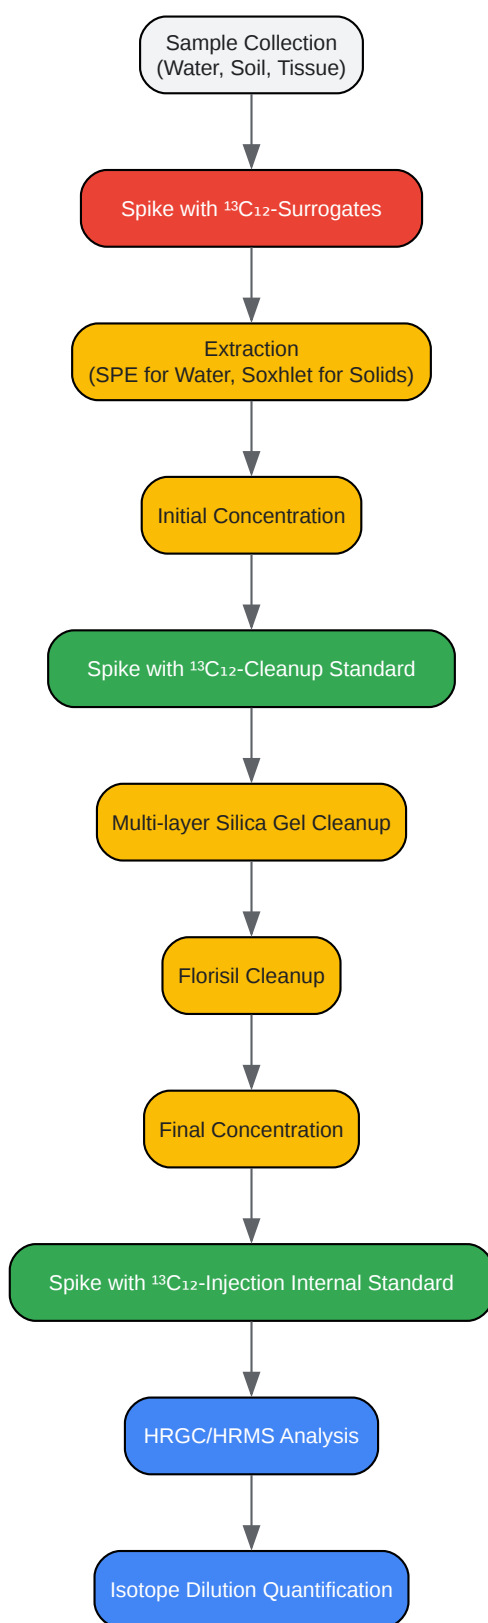 Sample Collection
(Water, Soil, Tissue)
Spike with ¹³C₁₂-Surrogates
Extraction
(SPE for Water, Soxhlet for Solids)
Initial Concentration
Spike with ¹³C₁₂-Cleanup Standard
Multi-layer Silica Gel Cleanup
Florisil Cleanup
Final Concentration
Spike with ¹³C₁₂-Injection Internal Standard
HRGC/HRMS Analysis
Isotope Dilution Quantification